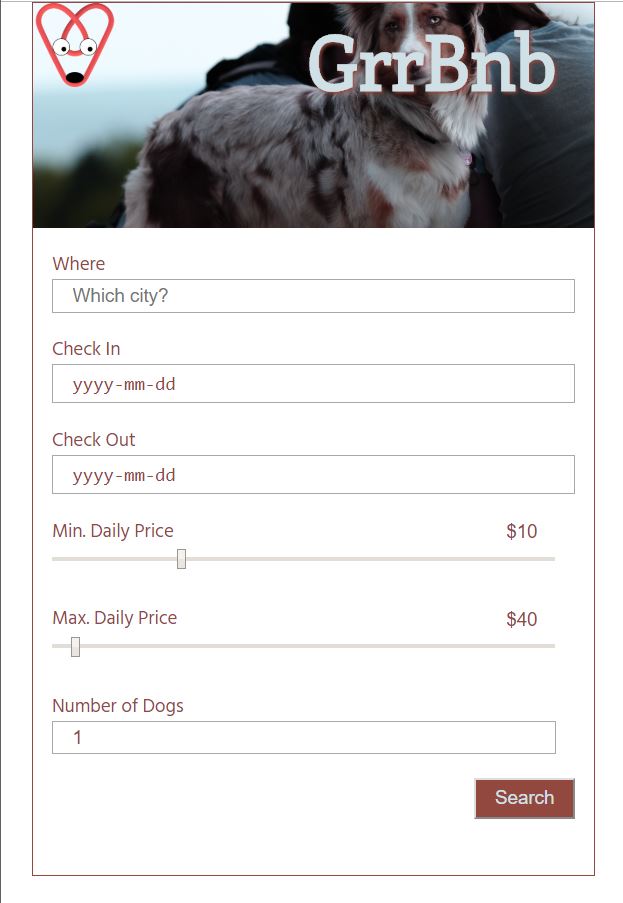 GrrBnb
Where
Which city?
Check In
yyyy-mm-dd
Check Out
yyyy-mm-dd
Min. Daily Price $10
Max. Daily Price $40
Number of Dogs
1
Search